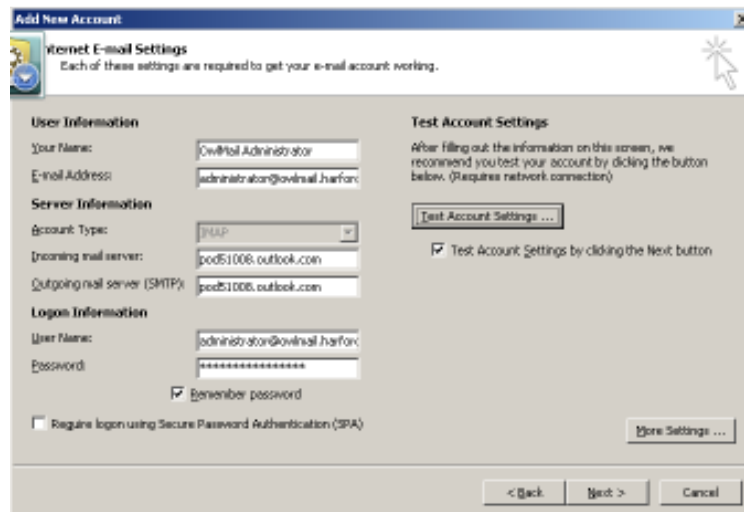 Add New Account
Internet E-mail Settings
Each of these settings are required to get your e-mail account working.
User Information
Your Name:
OwlMail Administrator
E-mail Address:
administrator@owlmail.harford
Server Information
Account Type:
IMAP
Incoming mail server:
pod51008.outlook.com
Outgoing mail server (SMTP):
pod51008.outlook.com
Logon Information
User Name:
administrator@owlmail.harford
Password:
****************
Remember password
Require logon using Secure Password Authentication (SPA)
Test Account Settings
After filling out the information on this screen, we
recommend you test your account by clicking the button
below. (Requires network connection)
Test Account Settings ...
Test Account Settings by clicking the Next button
More Settings ...
< Back
Next >
Cancel